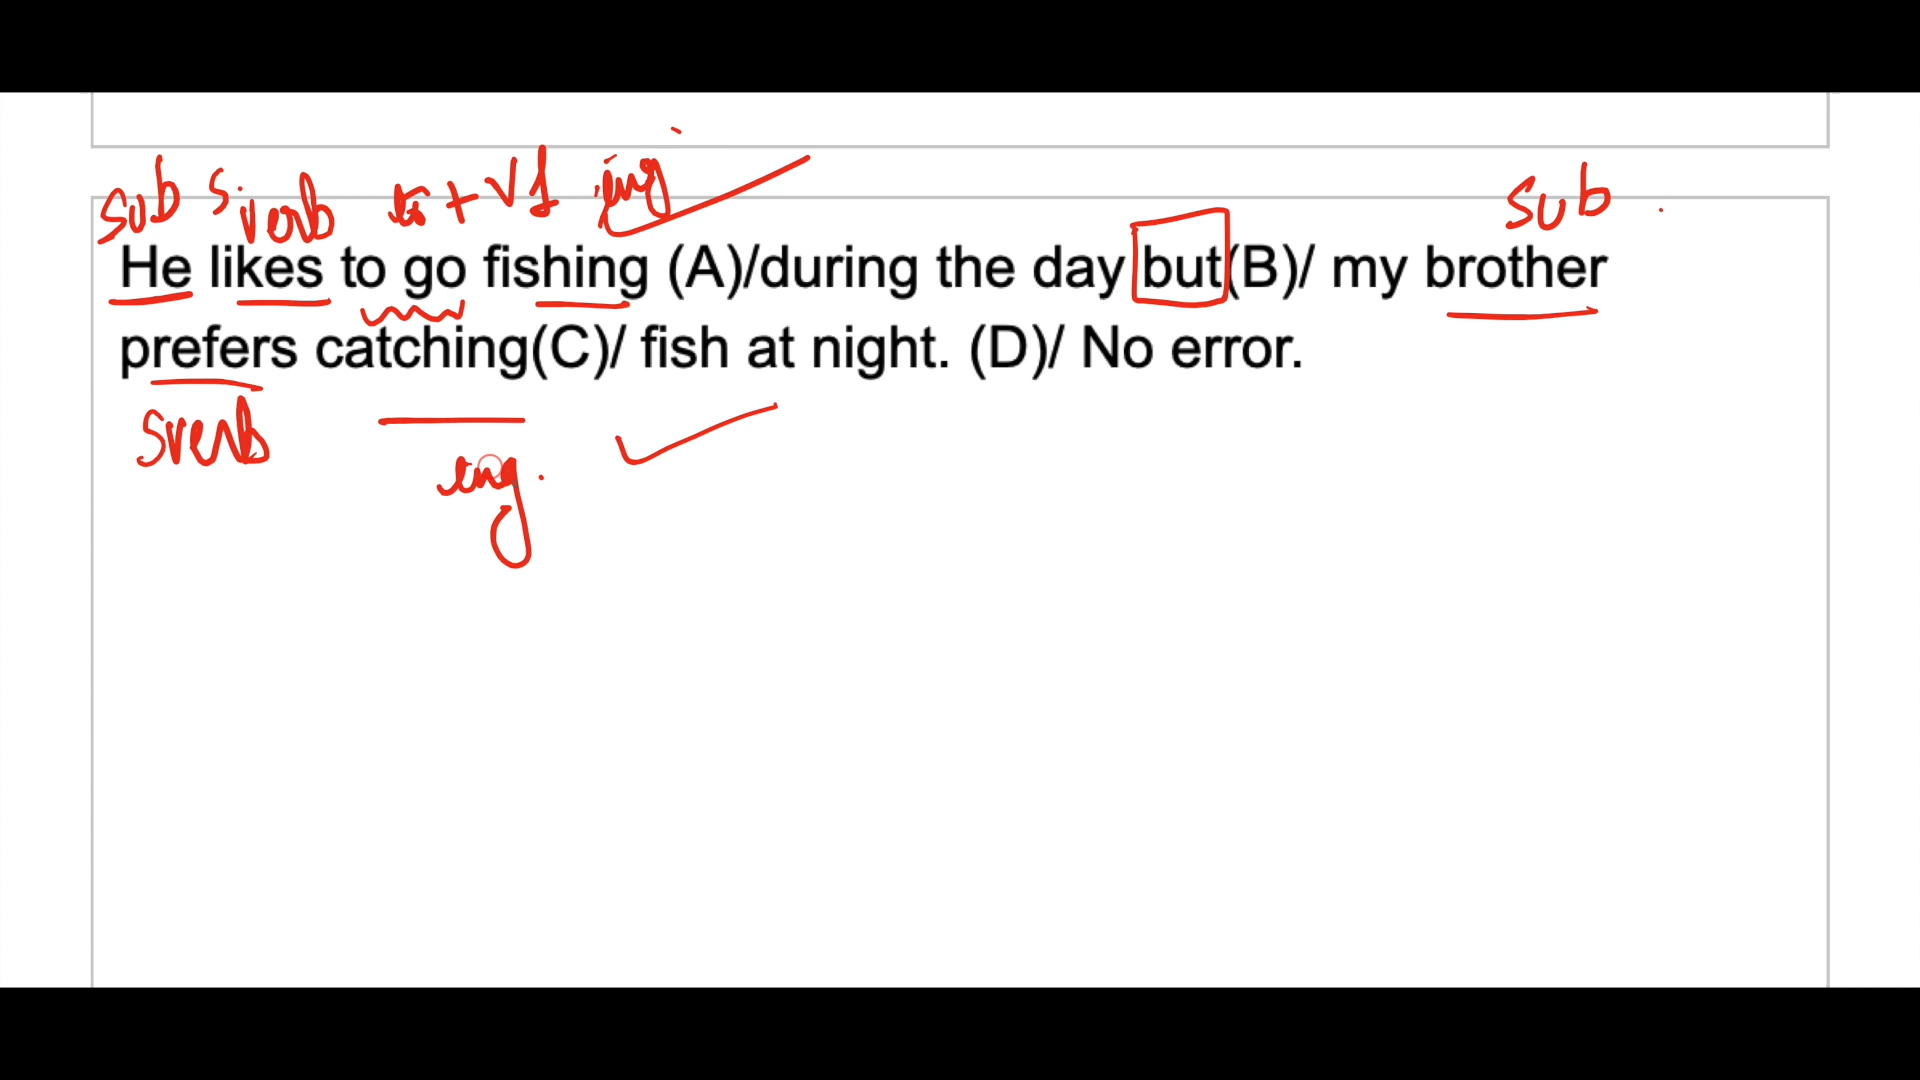 sub s. verb to + V1 ing
sub
He likes to go fishing (A)/during the day but(B)/ my brother
prefers catching(C)/ fish at night. (D)/ No error.
sverb
ing